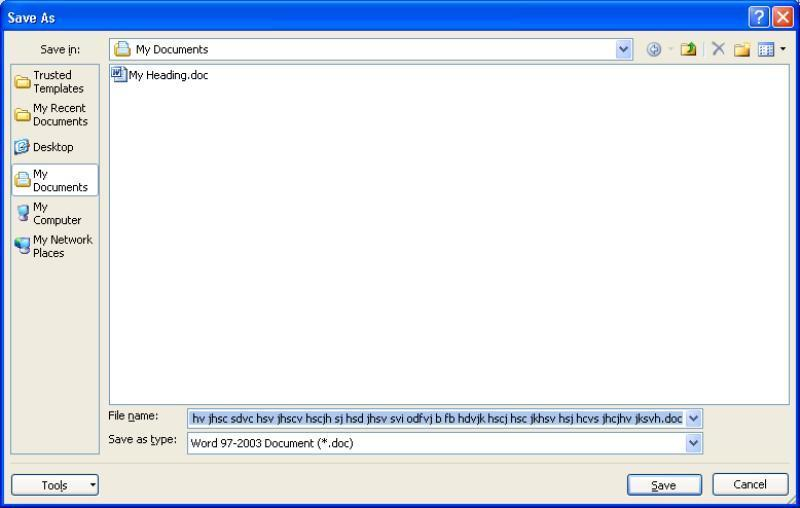 Save As
Save in:
My Documents
Trusted
Templates
My Recent
Documents
Desktop
My
Documents
My
Computer
My Network
Places
My Heading.doc
File name:
hv jhsc sdvc hsv jhscv hscjh sj hsd jhsv svi odfvj b fb hdvjk hscj hsc jkhsv hsj hcvs jhcjhv jksvh.doc
Save as type:
Word 97-2003 Document (*.doc)
Tools
Save
Cancel